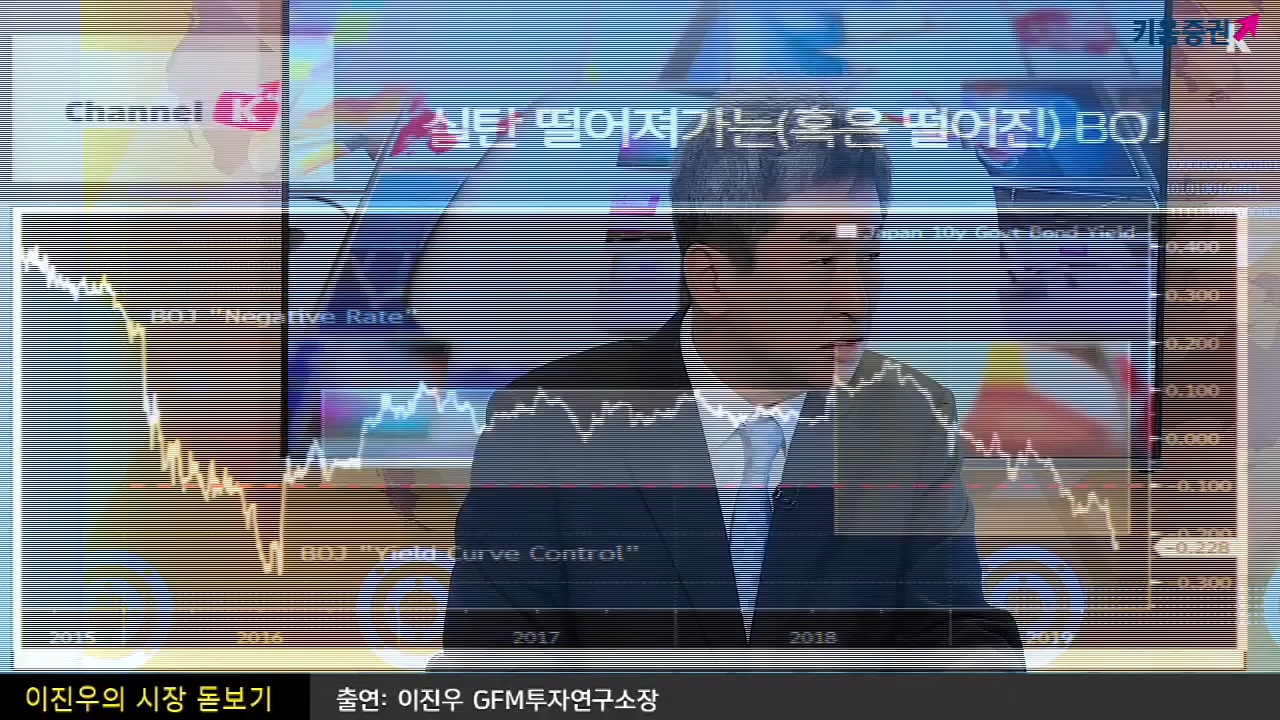 키움증권
K
Channel K
실탄 떨어져가는(혹은 떨어진) BOJ
Japan 10y Govt Bond Yield
0.400
0.300
BOJ "Negative Rate"
0.200
0.100
0.000
-0.100
-0.200
-0.228
BOJ "Yield Curve Control"
-0.300
2015 2016 2017 2018 2019
이진우의 시장 돋보기
출연: 이진우 GFM투자연구소장